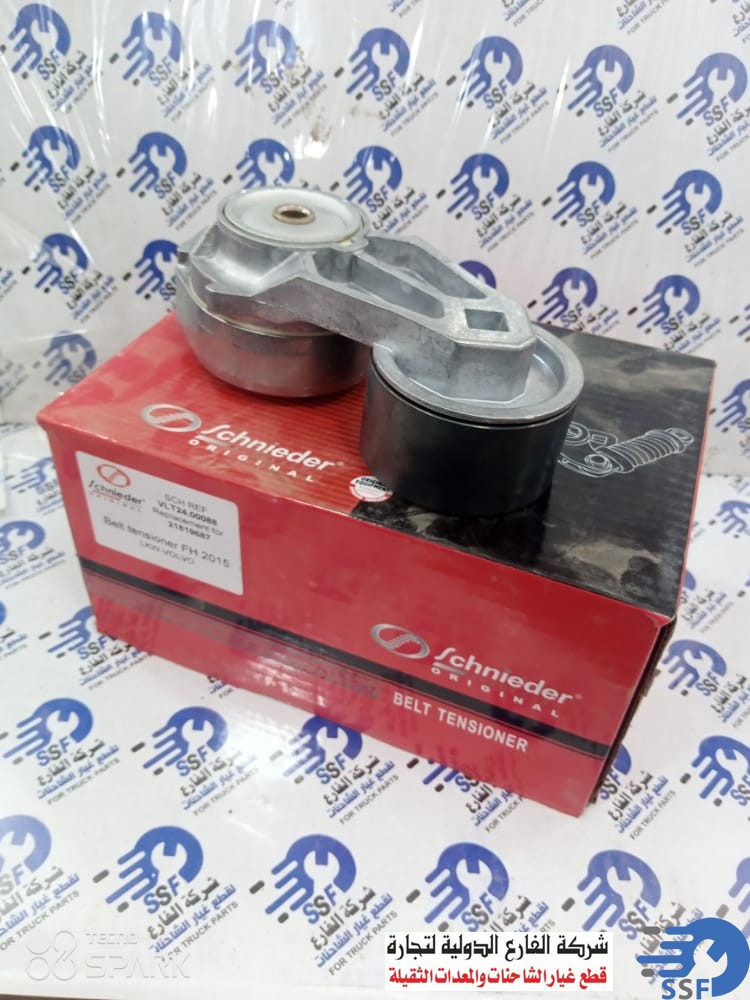 Schnieder®
ORIGINAL
Schnieder®
ORIGINAL
SCH REF
VLT24.00088
Replacement for
21819687
Belt tensioner FH 2015
LKW-VOLVO
Schnieder®
ORIGINAL
BELT TENSIONER
SSF
شركة الفارع
لقطع غيار الشاحنات
FOR TRUCK PARTS
TECNO
SPARK
شركة الفارع الدولية لتجارة
قطع غيار الشاحنات والمعدات الثقيلة
SSF